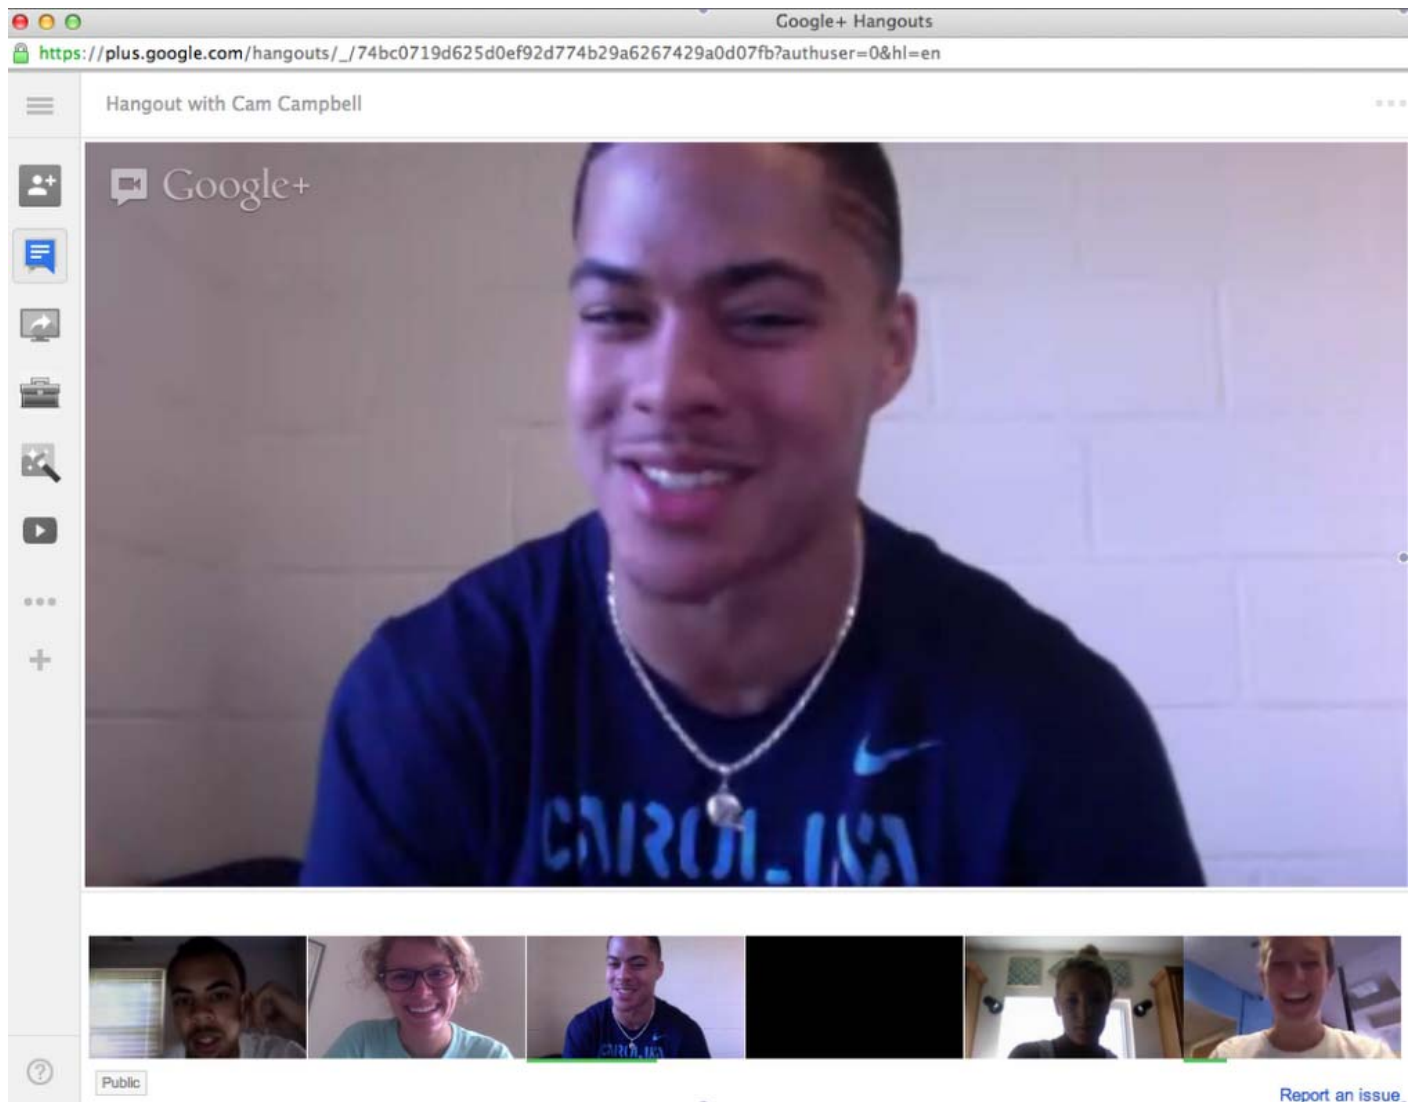 Google+ Hangouts
https://plus.google.com/hangouts/_/74bc0719d625d0ef92d774b29a6267429a0d07fb?authuser=0&hl=en
Hangout with Cam Campbell
Google+
CAROLINA
Public
Report an issue